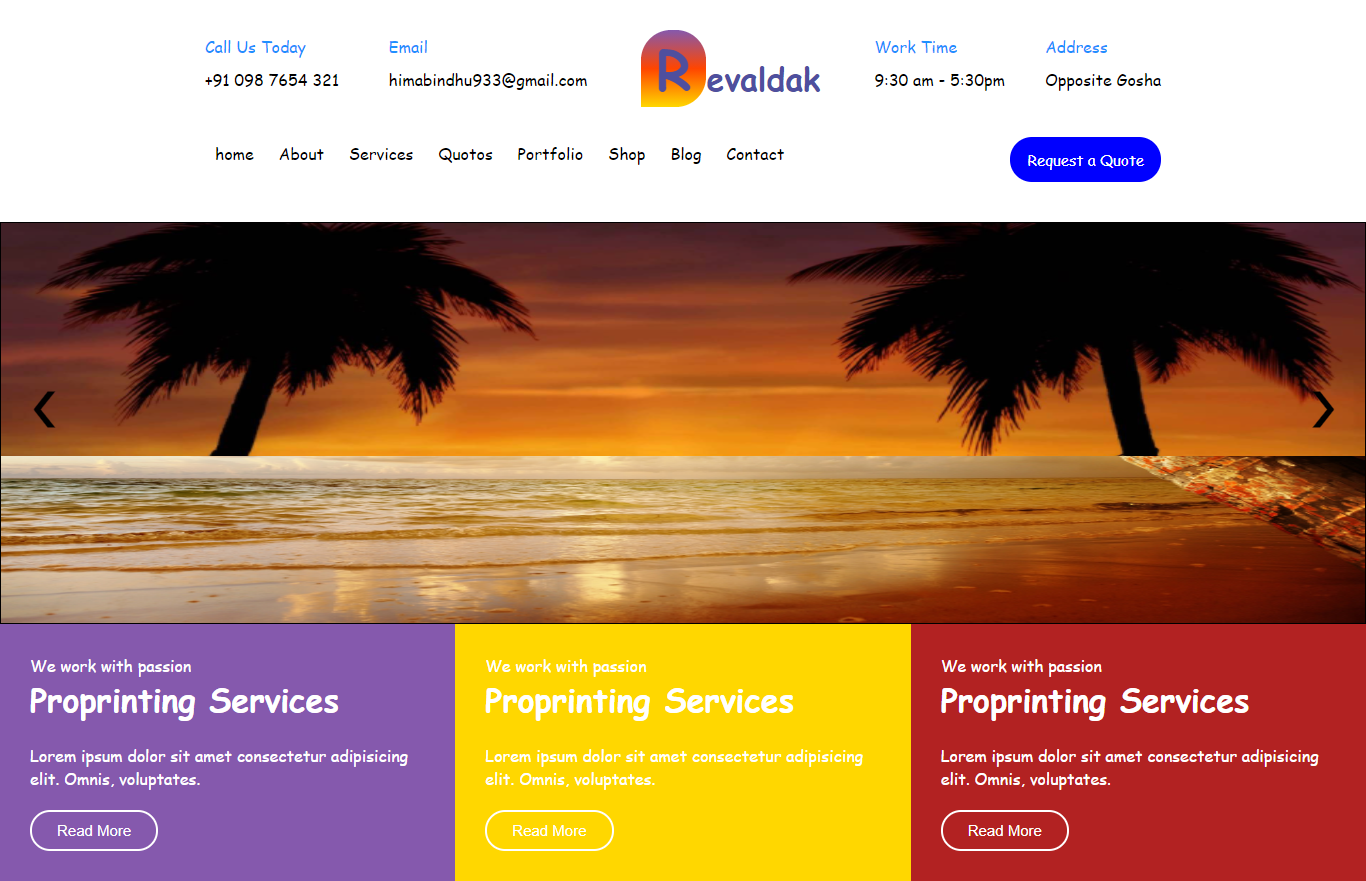 Call Us Today
+91 098 7654 321
Email
himabindhu933@gmail.com
Revaldak
Work Time
9:30 am - 5:30pm
Address
Opposite Gosha
home About Services Quotos Portfolio Shop Blog Contact
Request a Quote
❮ ❯
We work with passion
Proprinting Services
Lorem ipsum dolor sit amet consectetur adipisicing
elit. Omnis, voluptates.
Read More
We work with passion
Proprinting Services
Lorem ipsum dolor sit amet consectetur adipisicing
elit. Omnis, voluptates.
Read More
We work with passion
Proprinting Services
Lorem ipsum dolor sit amet consectetur adipisicing
elit. Omnis, voluptates.
Read More